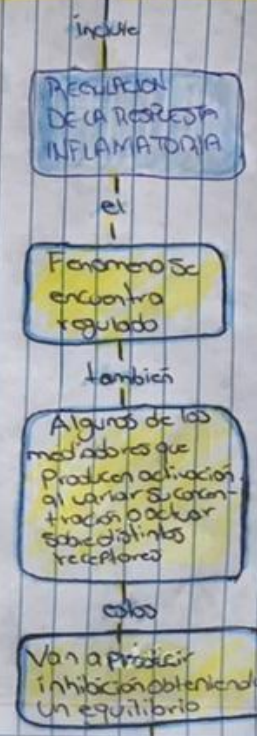 incluye
REGULACION
DE LA RESPUESTA
INFLAMATORIA
el
Fenomeno se
encuentra
regulado
también
Algunos de los
mediadores que
Producen activación
al variar su concen-
tración o actuar
sobre distintos
receptores
estos
Van a producir
inhibición obteniendo
un equilibrio